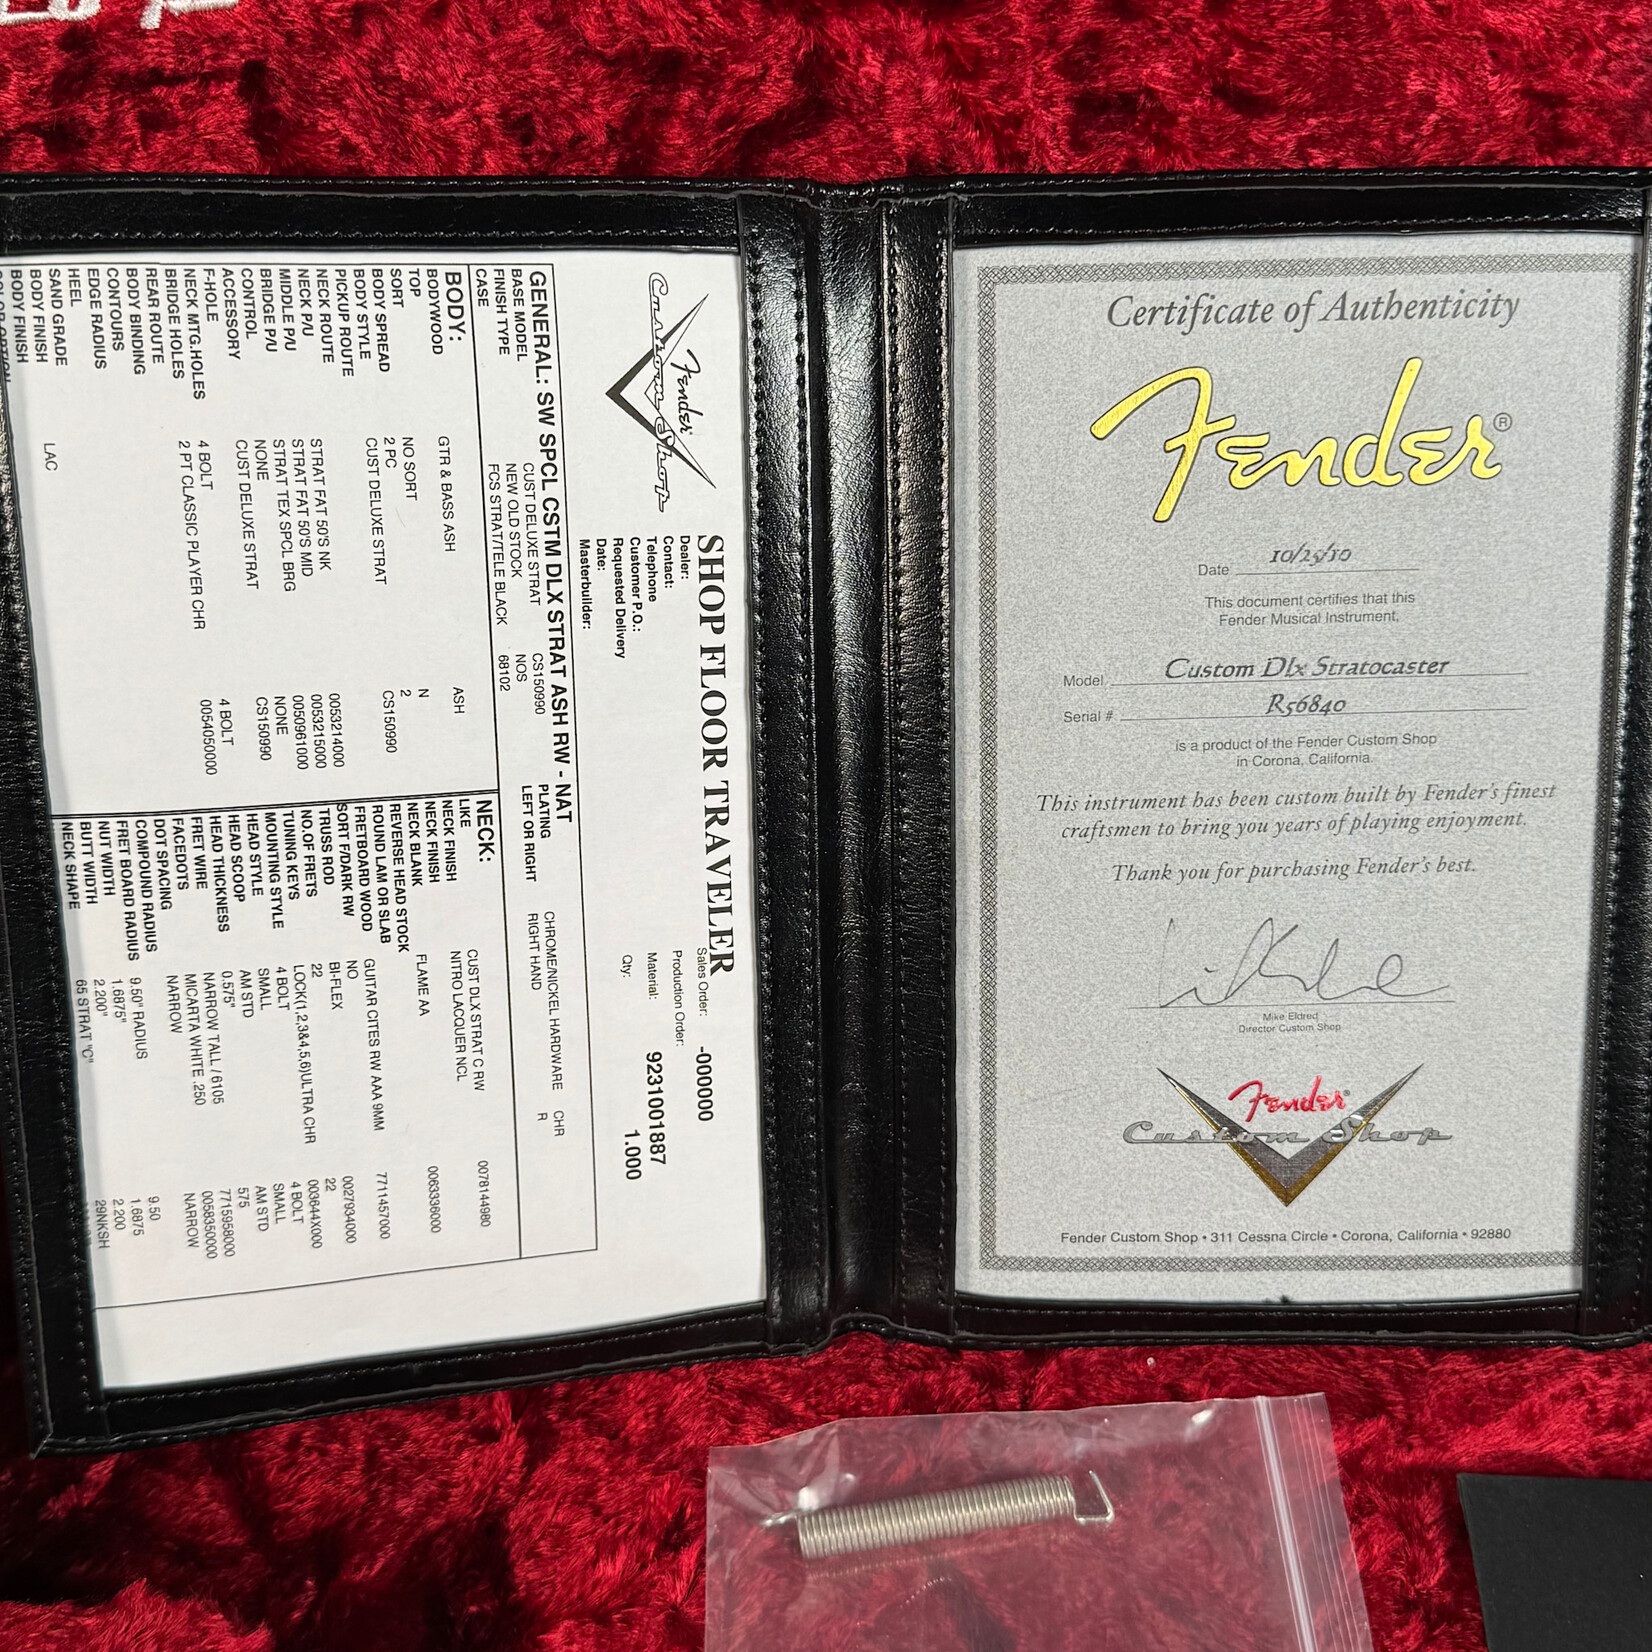 Fender
Custom Shop
SHOP FLOOR TRAVELER
Dealer:
Contact:
Telephone
Customer P.O.:
Requested Delivery
Date:
Masterbuilder:
Sales Order: -000000
Production Order:
Material: 9231001887
Qty: 1.000
GENERAL: SW SPCL CSTM DLX STRAT ASH RW - NAT
BASE MODEL CUST DELUXE STRAT CS150990 PLATING CHROME/NICKEL HARDWARE CHR
FINISH TYPE NEW OLD STOCK NOS LEFT OR RIGHT RIGHT HAND R
CASE FCS STRAT/TELE BLACK 68102
BODY:
BODYWOOD GTR & BASS ASH ASH
TOP
SORT NO SORT N
BODY SPREAD 2 PC 2
BODY STYLE CUST DELUXE STRAT CS150990
PICKUP ROUTE
NECK ROUTE
NECK P/U STRAT FAT 50'S NK 0053214000
MIDDLE P/U STRAT FAT 50'S MID 0053215000
BRIDGE P/U STRAT TEX SPCL BRG 0050961000
CONTROL NONE NONE
ACCESSORY CUST DELUXE STRAT CS150990
F-HOLE
NECK MTG.HOLES 4 BOLT 4 BOLT
BRIDGE HOLES 2 PT CLASSIC PLAYER CHR 0054050000
REAR ROUTE
BODY BINDING
CONTOURS
EDGE RADIUS
HEEL
SAND GRADE
BODY FINISH LAC
BODY FINISH
NECK:
LIKE CUST DLX STRAT C RW 0078144980
NECK FINISH NITRO LACQUER NCL
NECK FINISH
NECK BLANK FLAME AA 0063336000
REVERSE HEAD STOCK
ROUND LAM OR SLAB
FRETBOARD WOOD GUITAR CITES RW AAA 9MM 7711457000
SORT F/DARK RW NO
TRUSS ROD BI-FLEX 0027934000
NO.OF FRETS 22 22
TUNING KEYS LOCK(1,2,3&4,5,6)ULTRA CHR 003644X000
MOUNTING STYLE 4 BOLT 4 BOLT
HEAD STYLE SMALL SMALL
HEAD SCOOP AM STD AM STD
HEAD THICKNESS 0.575" 575
FRET WIRE NARROW TALL / 6105 7715958000
FACEDOTS MICARTA WHITE .250 0058350000
DOT SPACING NARROW NARROW
COMPOUND RADIUS
FRET BOARD RADIUS 9.50" RADIUS 9.50
NUT WIDTH 1.6875" 1.6875
BUTT WIDTH 2.200" 2.200
NECK SHAPE 65 STRAT "C" 29NKSH
Certificate of Authenticity
Fender®
Date 10/25/10
This document certifies that this
Fender Musical Instrument,
Model Custom Dlx Stratocaster
Serial # R56840
is a product of the Fender Custom Shop
in Corona, California.
This instrument has been custom built by Fender's finest
craftsmen to bring you years of playing enjoyment.
Thank you for purchasing Fender's best.
Mike Eldred
Director Custom Shop
Fender®
Custom Shop
Fender Custom Shop • 311 Cessna Circle • Corona, California • 92880